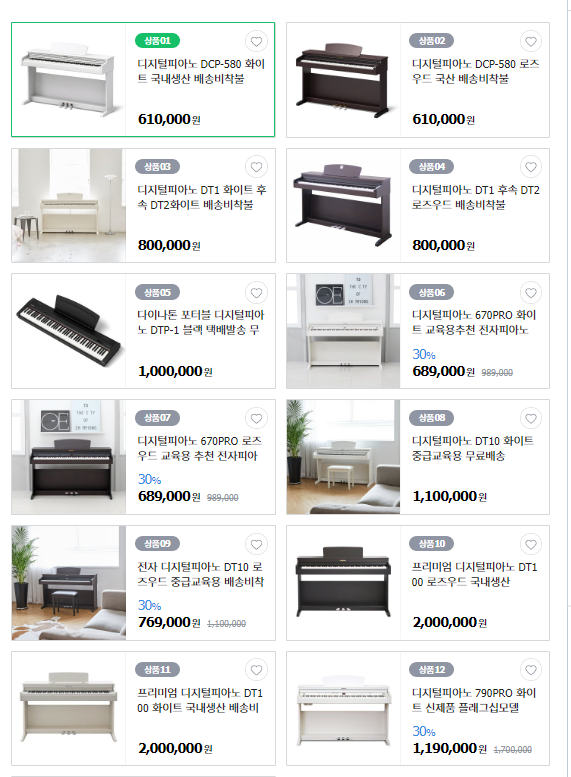 상품01
디지털피아노 DCP-580 화이
트 국내생산 배송비착불
610,000원
상품02
디지털피아노 DCP-580 로즈
우드 국산 배송비착불
610,000원
상품03
디지털피아노 DT1 화이트 후
속 DT2화이트 배송비착불
800,000원
상품04
디지털피아노 DT1 후속 DT2
로즈우드 배송비착불
800,000원
상품05
다이나톤 포터블 디지털피아
노 DTP-1 블랙 택배발송 무
1,000,000원
상품06
디지털피아노 670PRO 화이
트 교육용추천 전자피아노
30%
689,000원 989,000
TO
THE C TY
OF
상품07
디지털피아노 670PRO 로즈
우드 교육용 추천 전자피아
30%
689,000원 989,000
상품08
디지털피아노 DT10 화이트
중급교육용 무료배송
1,100,000원
상품09
전자 디지털피아노 DT10 로
즈우드 중급교육용 배송비착
30%
769,000원 1,100,000
상품10
프리미엄 디지털피아노 DT1
00 로즈우드 국내생산
2,000,000원
상품11
프리미엄 디지털피아노 DT1
00 화이트 국내생산 배송비
2,000,000원
상품12
디지털피아노 790PRO 화이
트 신제품 플래그십모델
30%
1,190,000원 1,700,000